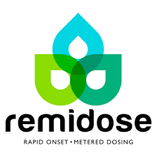 remidose
RAPID ONSET • METERED DOSING